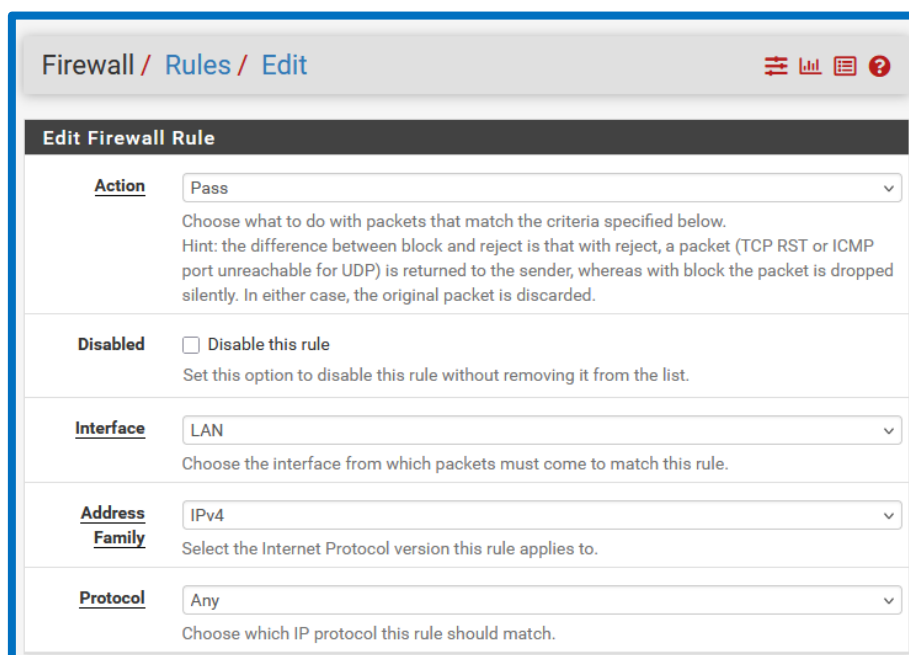 Firewall / Rules / Edit
Edit Firewall Rule
Action
Pass
Choose what to do with packets that match the criteria specified below.
Hint: the difference between block and reject is that with reject, a packet (TCP RST or ICMP
port unreachable for UDP) is returned to the sender, whereas with block the packet is dropped
silently. In either case, the original packet is discarded.
Disabled
Disable this rule
Set this option to disable this rule without removing it from the list.
Interface
LAN
Choose the interface from which packets must come to match this rule.
Address
Family
IPv4
Select the Internet Protocol version this rule applies to.
Protocol
Any
Choose which IP protocol this rule should match.